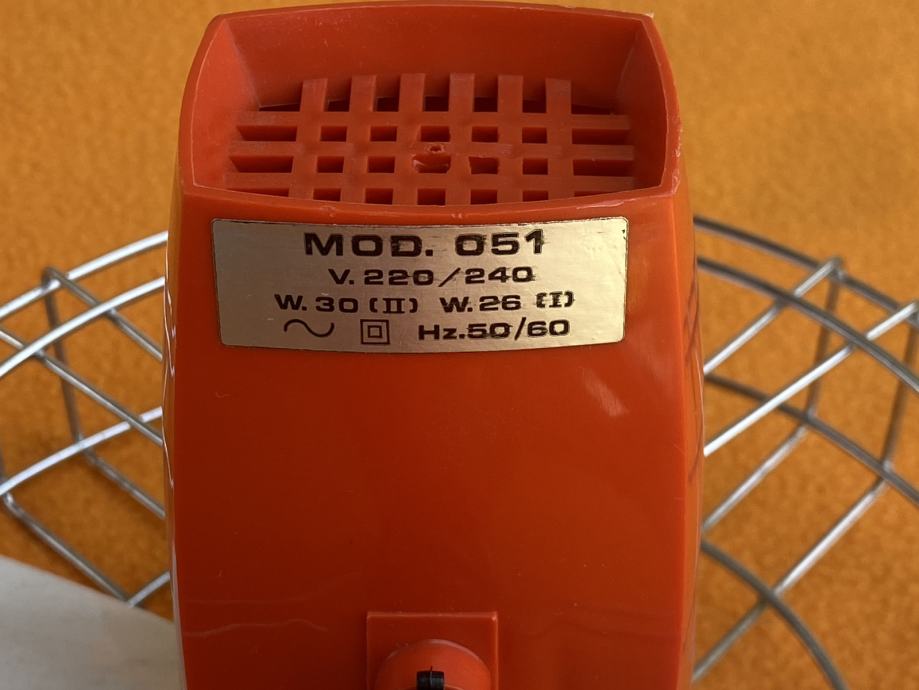 MOD. 051
V. 220/240
W. 30 (II) W. 26 (I)
Hz. 50/60